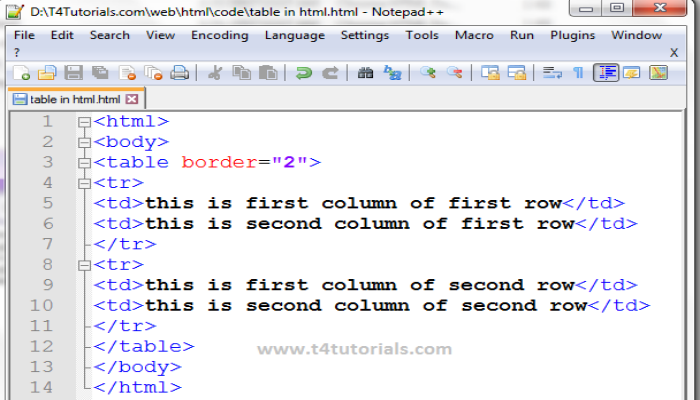 D:\T4Tutorials.com\web\html\code\table in html.html - Notepad++
File Edit Search View Encoding Language Settings Tools Macro Run Plugins Window
? X
table in html.html
1 <html>
2 <body>
3 <table border="2">
4 <tr>
5 <td>this is first column of first row</td>
6 <td>this is second column of first row</td>
7 </tr>
8 <tr>
9 <td>this is first column of second row</td>
10 <td>this is second column of second row</td>
11 </tr>
12 </table>
13 </body>
14 </html>
www.t4tutorials.com